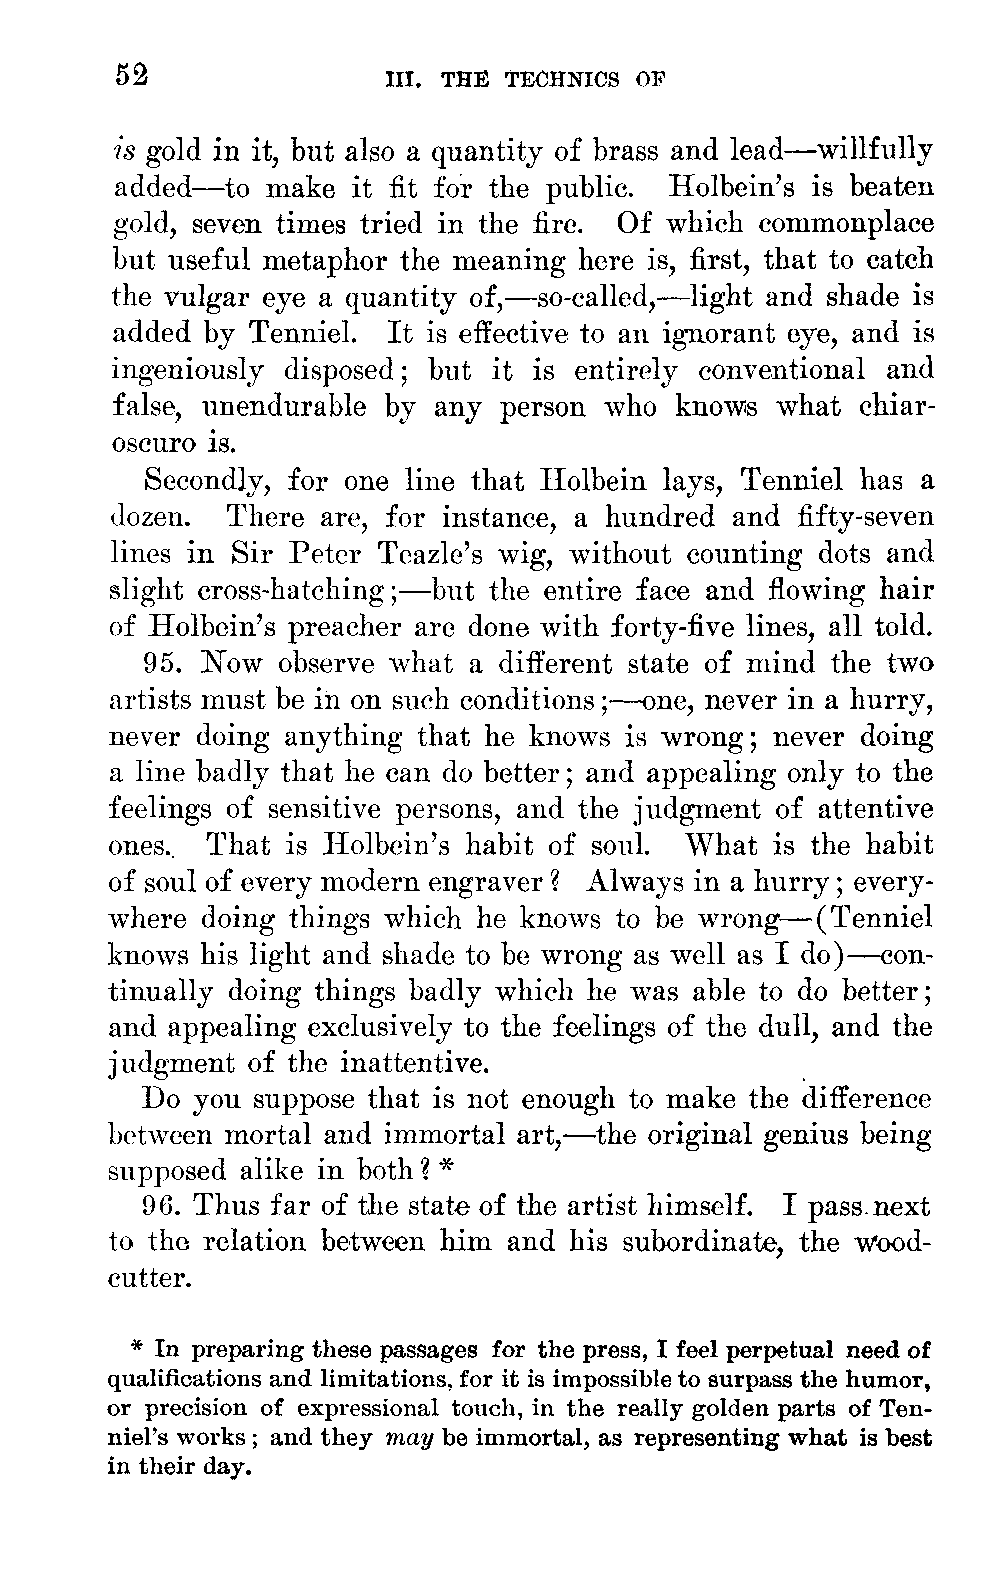 52 III. THE TECHNICS OF
is gold in it, but also a quantity of brass and lead—willfully
added—to make it fit for the public. Holbein's is beaten
gold, seven times tried in the fire. Of which commonplace
but useful metaphor the meaning here is, first, that to catch
the vulgar eye a quantity of,—so-called,—light and shade is
added by Tenniel. It is effective to an ignorant eye, and is
ingeniously disposed; but it is entirely conventional and
false, unendurable by any person who knows what chiar-
oscuro is.
Secondly, for one line that Holbein lays, Tenniel has a
dozen. There are, for instance, a hundred and fifty-seven
lines in Sir Peter Teazle's wig, without counting dots and
slight cross-hatching;—but the entire face and flowing hair
of Holbein's preacher are done with forty-five lines, all told.
95. Now observe what a different state of mind the two
artists must be in on such conditions;—one, never in a hurry,
never doing anything that he knows is wrong; never doing
a line badly that he can do better; and appealing only to the
feelings of sensitive persons, and the judgment of attentive
ones. That is Holbein's habit of soul. What is the habit
of soul of every modern engraver? Always in a hurry; every-
where doing things which he knows to be wrong—(Tenniel
knows his light and shade to be wrong as well as I do)—con-
tinually doing things badly which he was able to do better;
and appealing exclusively to the feelings of the dull, and the
judgment of the inattentive.
Do you suppose that is not enough to make the difference
between mortal and immortal art,—the original genius being
supposed alike in both?*
96. Thus far of the state of the artist himself. I pass next
to the relation between him and his subordinate, the wood-
cutter.
* In preparing these passages for the press, I feel perpetual need of
qualifications and limitations, for it is impossible to surpass the humor,
or precision of expressional touch, in the really golden parts of Ten-
niel's works; and they may be immortal, as representing what is best
in their day.